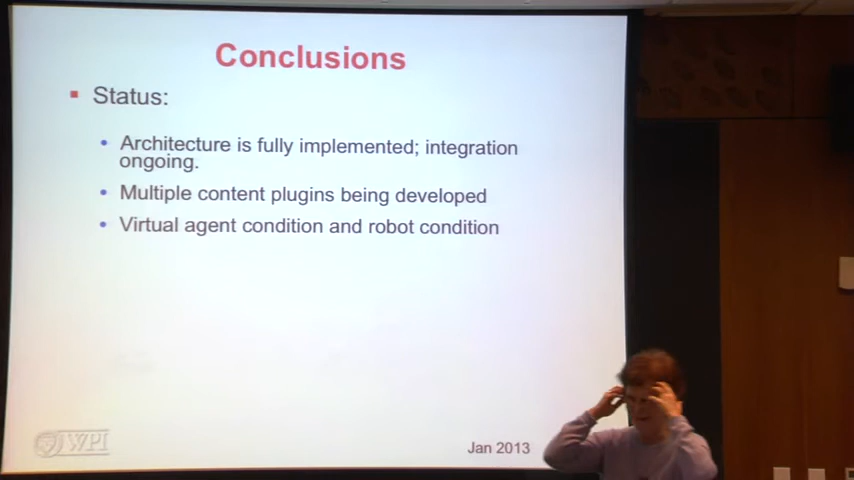 Conclusions
Status:
Architecture is fully implemented; integration
ongoing.
Multiple content plugins being developed
Virtual agent condition and robot condition
WPI
Jan 2013